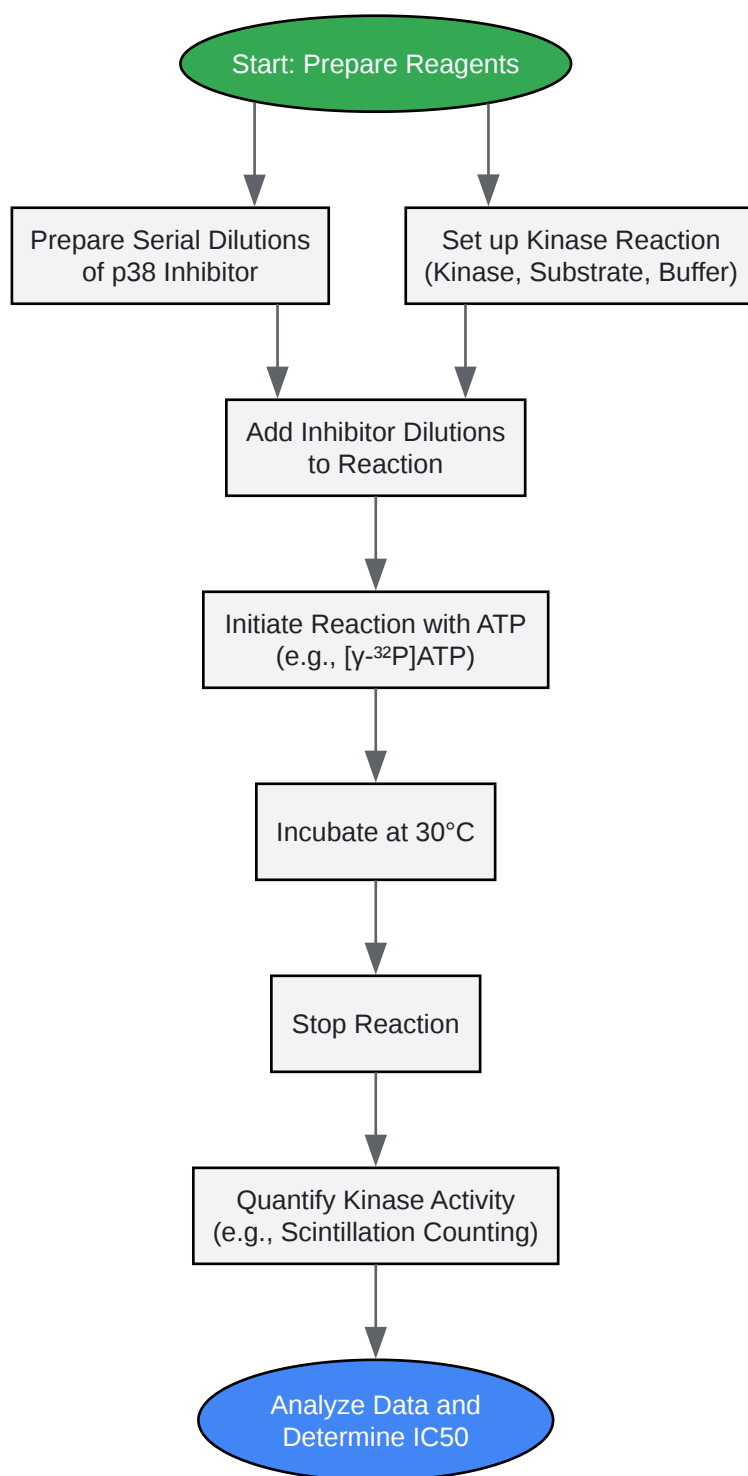 Start: Prepare Reagents
Prepare Serial Dilutions
of p38 Inhibitor
Set up Kinase Reaction
(Kinase, Substrate, Buffer)
Add Inhibitor Dilutions
to Reaction
Initiate Reaction with ATP
(e.g., [γ-³²P]ATP)
Incubate at 30°C
Stop Reaction
Quantify Kinase Activity
(e.g., Scintillation Counting)
Analyze Data and
Determine IC50